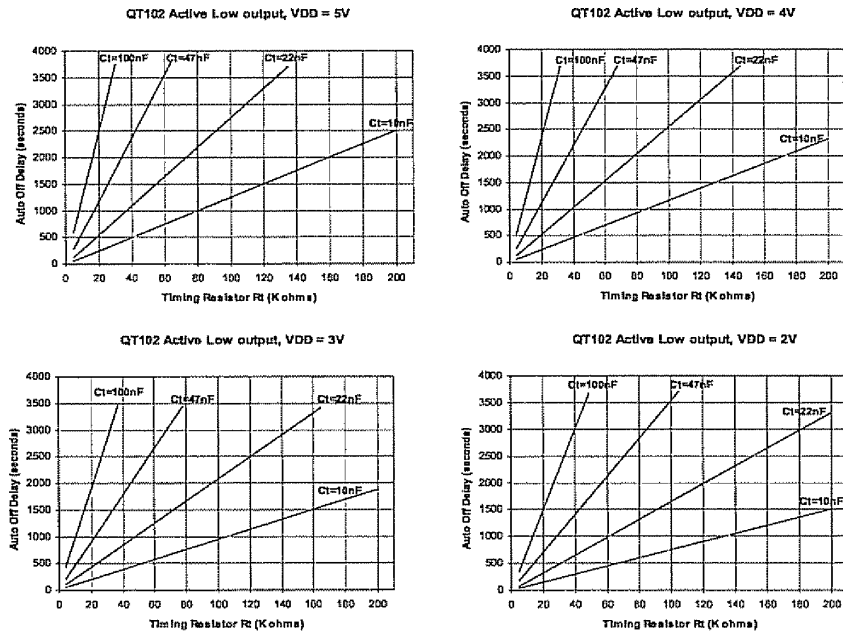 QT102 Active Low output, VDD = 5V
Auto Off Delay (seconds)
4000
3500
3000
2500
2000
1500
1000
500
0
Ct=100nF
Ct=47nF
Ct=22nF
Ct=10nF
0 20 40 60 80 100 120 140 160 180 200
Timing Resistor Rt (K ohms)
QT102 Active Low output, VDD = 4V
Auto Off Delay (seconds)
4000
3500
3000
2500
2000
1500
1000
500
0
Ct=100nF
Ct=47nF
Ct=22nF
Ct=10nF
0 20 40 60 80 100 120 140 160 180 200
Timing Resistor Rt (K ohms)
QT102 Active Low output, VDD = 3V
Auto Off Delay (seconds)
4000
3500
3000
2500
2000
1500
1000
500
0
Ct=100nF
Ct=47nF
Ct=22nF
Ct=10nF
0 20 40 60 80 100 120 140 160 180 200
Timing Resistor Rt (K ohms)
QT102 Active Low output, VDD = 2V
Auto Off Delay (seconds)
4000
3500
3000
2500
2000
1500
1000
500
0
Ct=100nF
Ct=47nF
Ct=22nF
Ct=10nF
0 20 40 60 80 100 120 140 160 180 200
Timing Resistor Rt (K ohms)